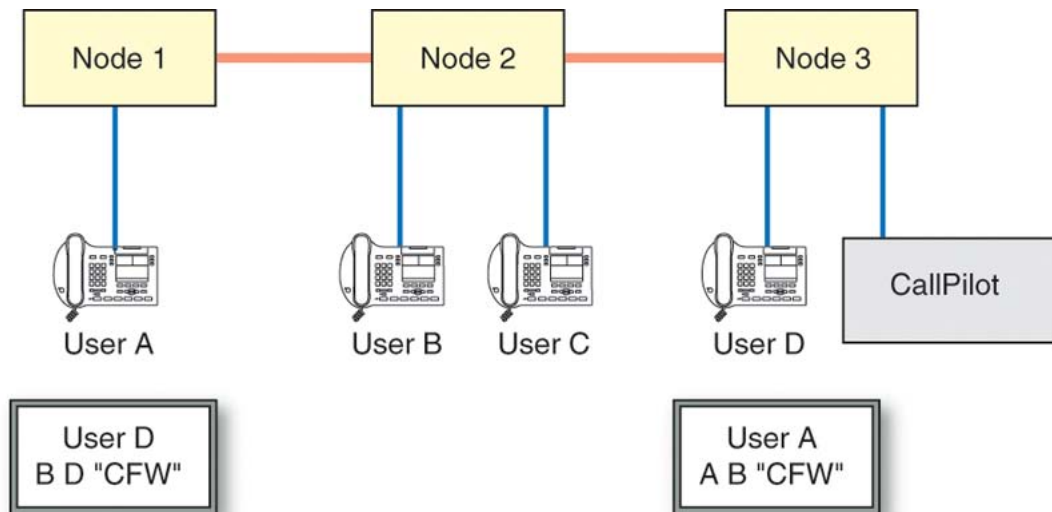 Node 1
Node 2
Node 3
CallPilot
User A
User B
User C
User D
User D
B D "CFW"
User A
A B "CFW"